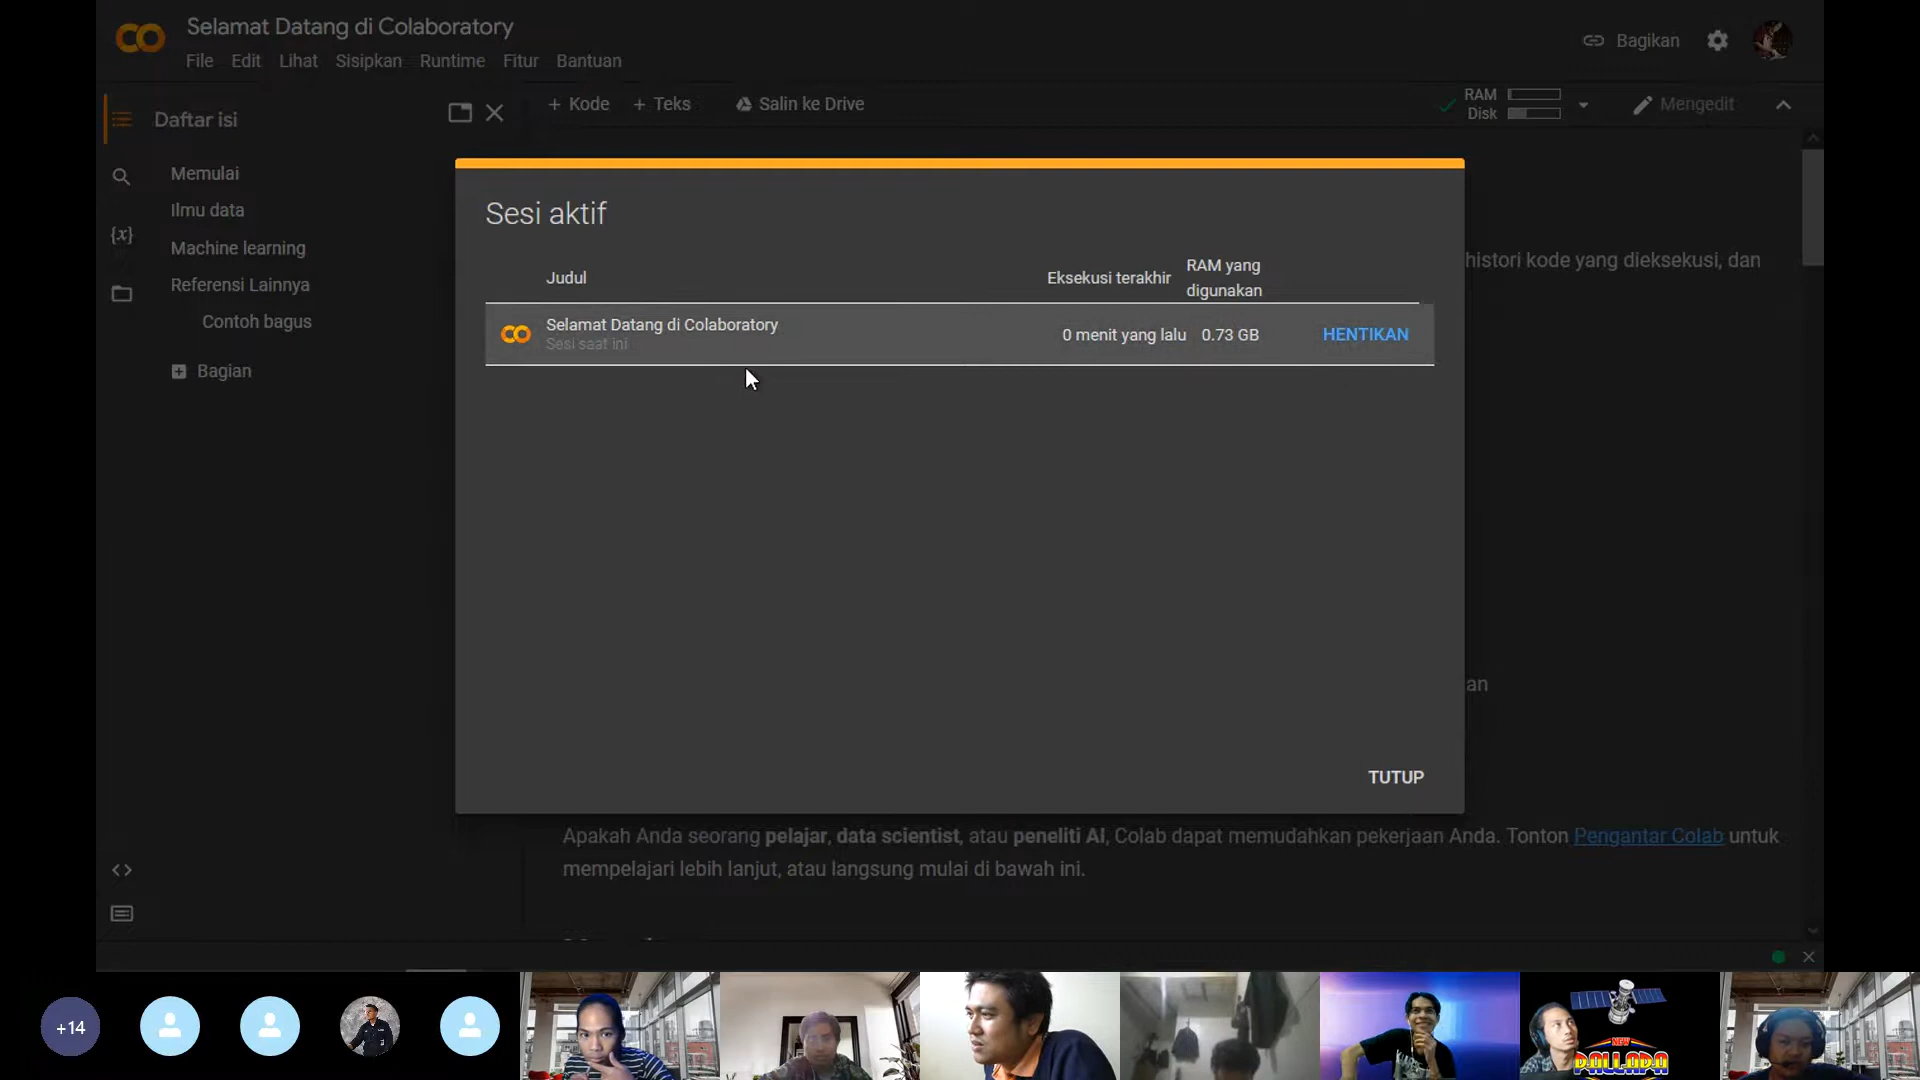 Selamat Datang di Colaboratory
File Edit Lihat Sisipkan Runtime Fitur Bantuan
Bagikan
Daftar isi
+ Kode + Teks Salin ke Drive
RAM
Disk
Mengedit
Memulai
Ilmu data
{x}
Machine learning
Referensi Lainnya
Contoh bagus
Bagian
Sesi aktif
Judul
Eksekusi terakhir
RAM yang
digunakan
Selamat Datang di Colaboratory
Sesi saat ini
0 menit yang lalu 0.73 GB HENTIKAN
histori kode yang dieksekusi, dan
an
TUTUP
Apakah Anda seorang pelajar, data scientist, atau peneliti AI, Colab dapat memudahkan pekerjaan Anda. Tonton Pengantar Colab untuk
mempelajari lebih lanjut, atau langsung mulai di bawah ini.
+14
NEW
PALLAPA